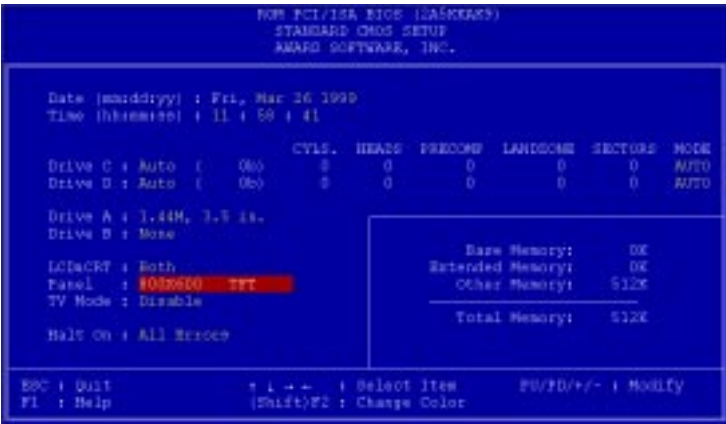 ROM PCI/ISA BIOS (2A5KKAK9)
STANDARD CMOS SETUP
AWARD SOFTWARE, INC.
Date (mm:dd:yy) : Fri, Mar 26 1999
Time (hh:mm:ss) : 11 : 58 : 41
CYLS. HEADS PRECOMP LANDZONE SECTORS MODE
Drive C : Auto ( 0Mb) 0 0 0 0 0 AUTO
Drive D : Auto ( 0Mb) 0 0 0 0 0 AUTO
Drive A : 1.44M, 3.5 in.
Drive B : None
LCD&CRT : Both
Panel : 800X600 TFT
TV Mode : Disable
Halt On : All Errors
Base Memory: 0K
Extended Memory: 0K
Other Memory: 512K
Total Memory: 512K
ESC : Quit ↑ ↓ → ← : Select Item PU/PD/+/- : Modify
F1 : Help (Shift)F2 : Change Color